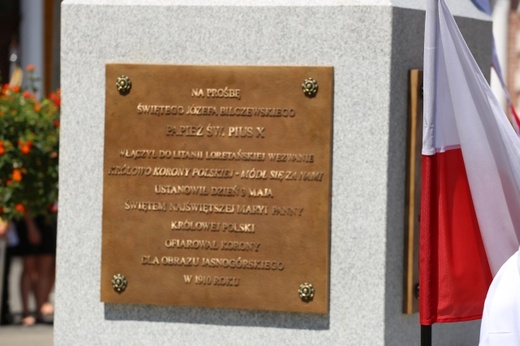 NA PROŚBĘ
ŚWIĘTEGO JÓZEFA BILCZEWSKIEGO
PAPIEŻ ŚW. PIUS X
WŁĄCZYŁ DO LITANII LORETAŃSKIEJ WEZWANIE
KRÓLOWO KORONY POLSKIEJ - MÓDL SIĘ ZA NAMI
USTANOWIŁ DZIEŃ 3 MAJA
ŚWIĘTEM NAJŚWIĘTSZEJ MARYI PANNY
KRÓLOWEJ POLSKI
OFIAROWAŁ KORONY
DLA OBRAZU JASNOGÓRSKIEGO
W 1910 ROKU